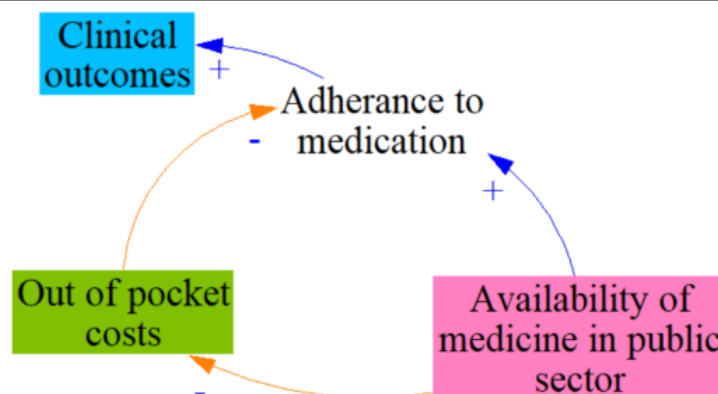 Clinical
outcomes
+
Adherance to
medication
-
+
Out of pocket
costs
Availability of
medicine in public
sector
-